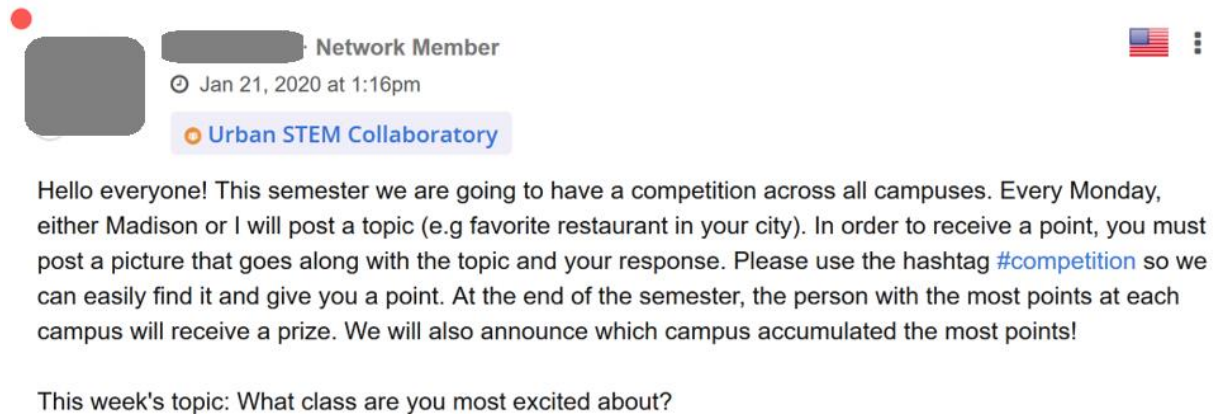 · Network Member
Jan 21, 2020 at 1:16pm
Urban STEM Collaboratory
Hello everyone! This semester we are going to have a competition across all campuses. Every Monday,
either Madison or I will post a topic (e.g favorite restaurant in your city). In order to receive a point, you must
post a picture that goes along with the topic and your response. Please use the hashtag #competition so we
can easily find it and give you a point. At the end of the semester, the person with the most points at each
campus will receive a prize. We will also announce which campus accumulated the most points!
This week's topic: What class are you most excited about?